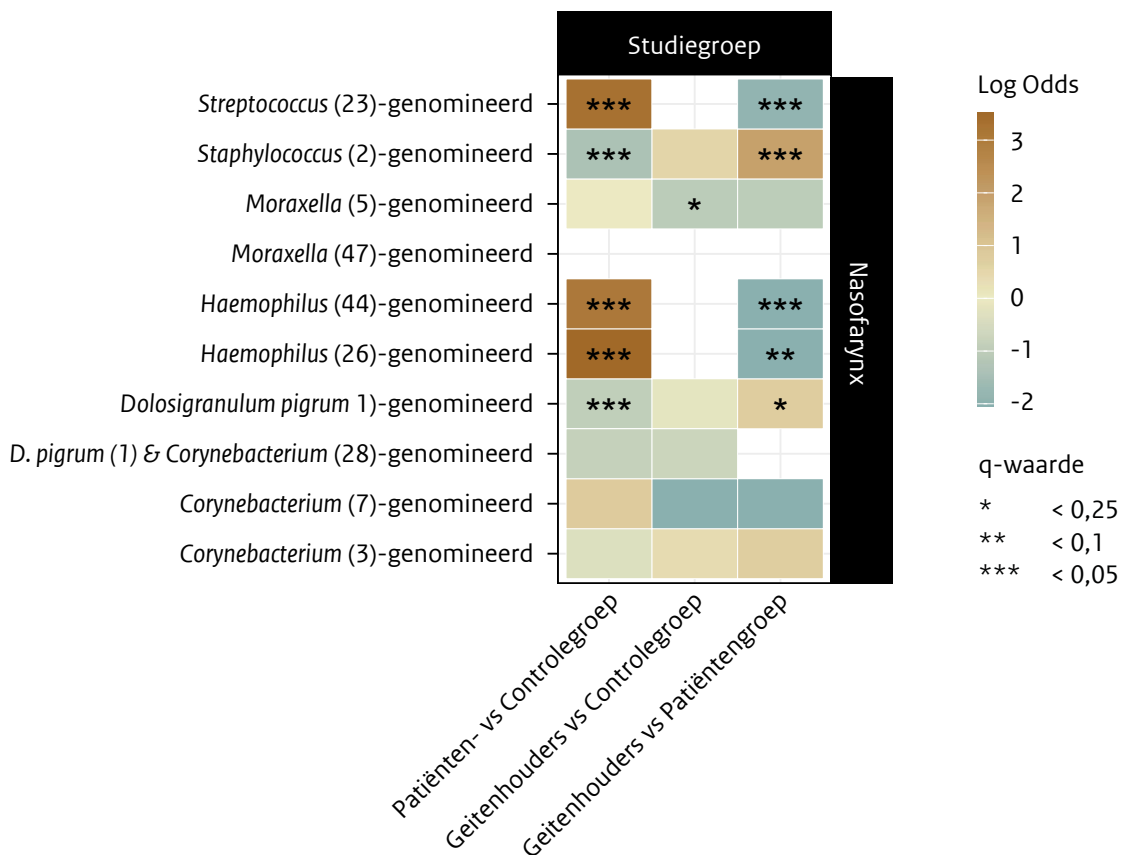 Studiegroep
Streptococcus (23)-genomineerd *** ***
Staphylococcus (2)-genomineerd *** ***
Moraxella (5)-genomineerd *
Moraxella (47)-genomineerd
Haemophilus (44)-genomineerd *** ***
Haemophilus (26)-genomineerd *** **
Dolosigranulum pigrum 1)-genomineerd *** *
D. pigrum (1) & Corynebacterium (28)-genomineerd
Corynebacterium (7)-genomineerd
Corynebacterium (3)-genomineerd
Nasofarynx
Patiënten- vs Controlegroep
Geitenhouders vs Controlegroep
Geitenhouders vs Patiëntengroep
Log Odds
3
2
1
0
-1
-2
q-waarde
* < 0,25
** < 0,1
*** < 0,05